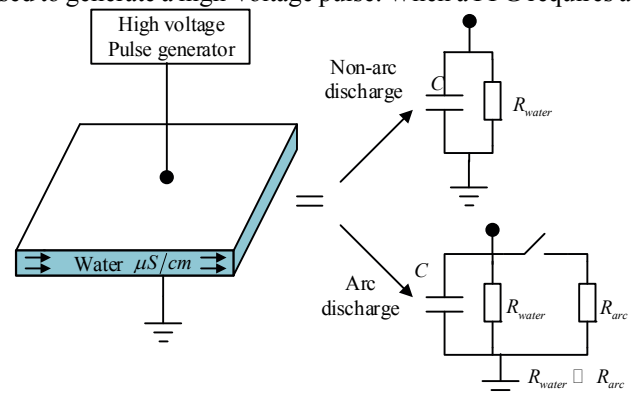 High voltage
Pulse generator
Non-arc
discharge
C
R_water
=
Water μS/cm
Arc
discharge
C
R_water
R_arc
R_water □ R_arc